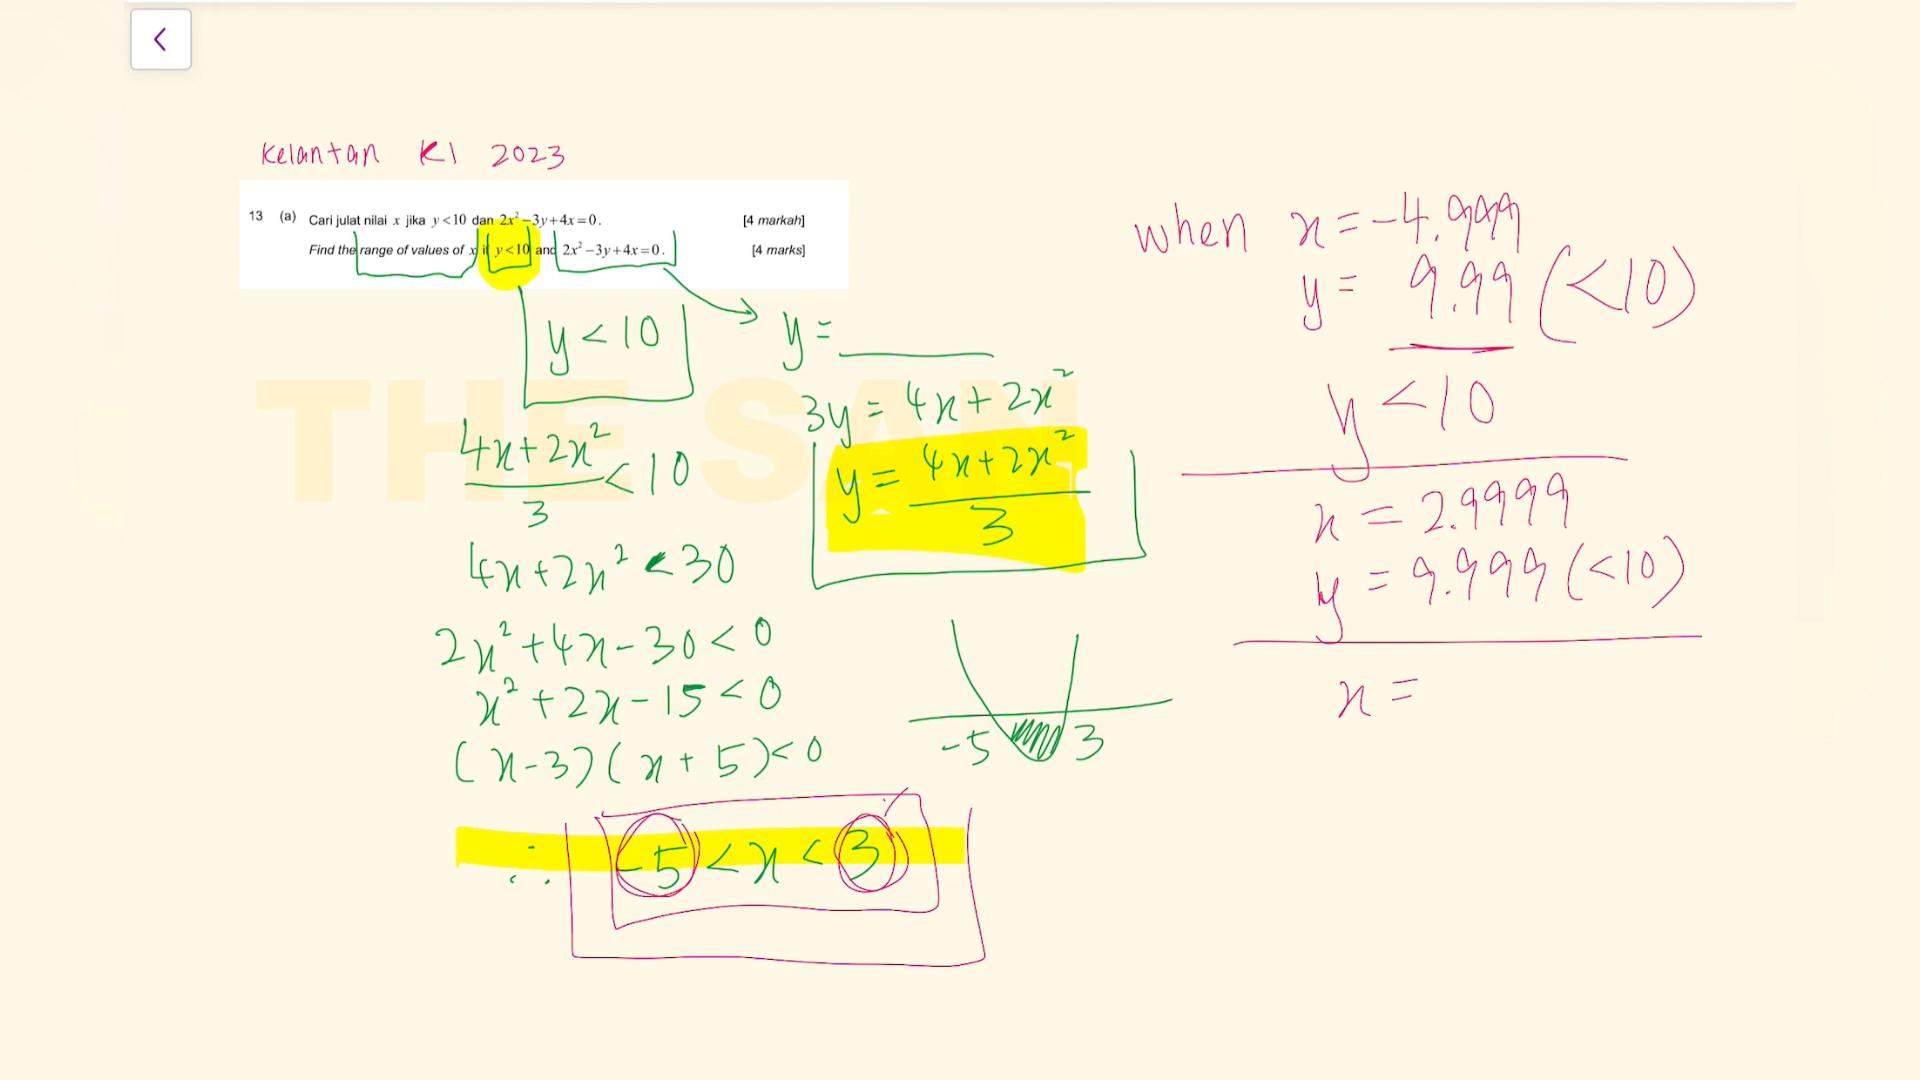 Kelantan K1 2023
13 (a) Cari julat nilai x jika y<10 dan 2x²−3y+4x=0. [4 markah]
Find the range of values of x if y<10 and 2x²−3y+4x=0. [4 marks]
y < 10
y = ____
3y = 4x + 2x²
y = (4x+2x²)/3
(4x+2x²)/3 < 10
4x+2x² < 30
2x²+4x-30 < 0
x²+2x-15 < 0
(x-3)(x+5) < 0
-5 3
∴ -5 < x < 3
when x = -4.999
y = 9.99 (<10)
y < 10
x = 2.9999
y = 9.999 (<10)
x =
THE SAN